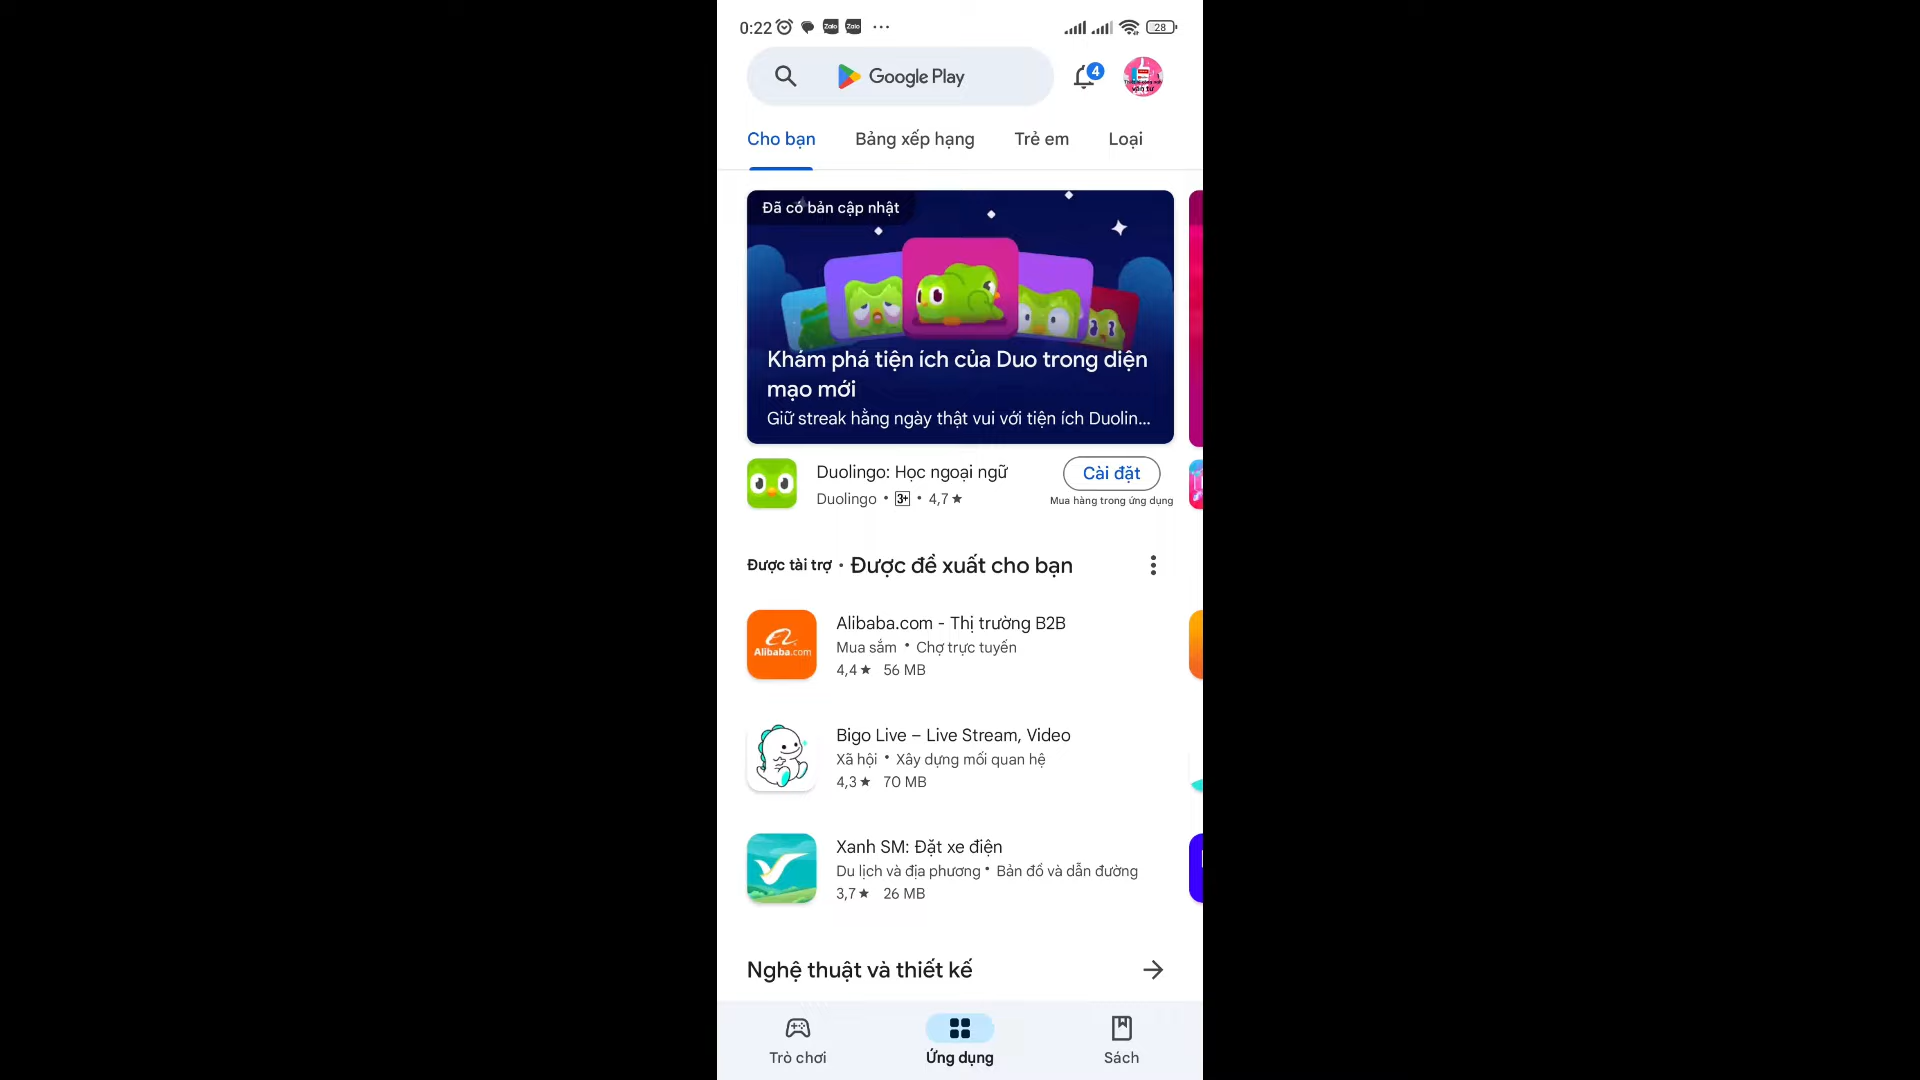 0:22
Zalo
Zalo
28
Google Play
4
Cho bạn
Bảng xếp hạng
Trẻ em
Loại
Đã có bản cập nhật
Khám phá tiện ích của Duo trong diện
mạo mới
Giữ streak hằng ngày thật vui với tiện ích Duolin...
Duolingo: Học ngoại ngữ
Cài đặt
Duolingo • 3+ • 4,7★
Mua hàng trong ứng dụng
Được tài trợ · Được đề xuất cho bạn
Alibaba.com
Alibaba.com - Thị trường B2B
Mua sắm • Chợ trực tuyến
4,4★ 56 MB
Bigo Live – Live Stream, Video
Xã hội • Xây dựng mối quan hệ
4,3★ 70 MB
Xanh SM: Đặt xe điện
Du lịch và địa phương • Bản đồ và dẫn đường
3,7★ 26 MB
Nghệ thuật và thiết kế
Trò chơi
Ứng dụng
Sách